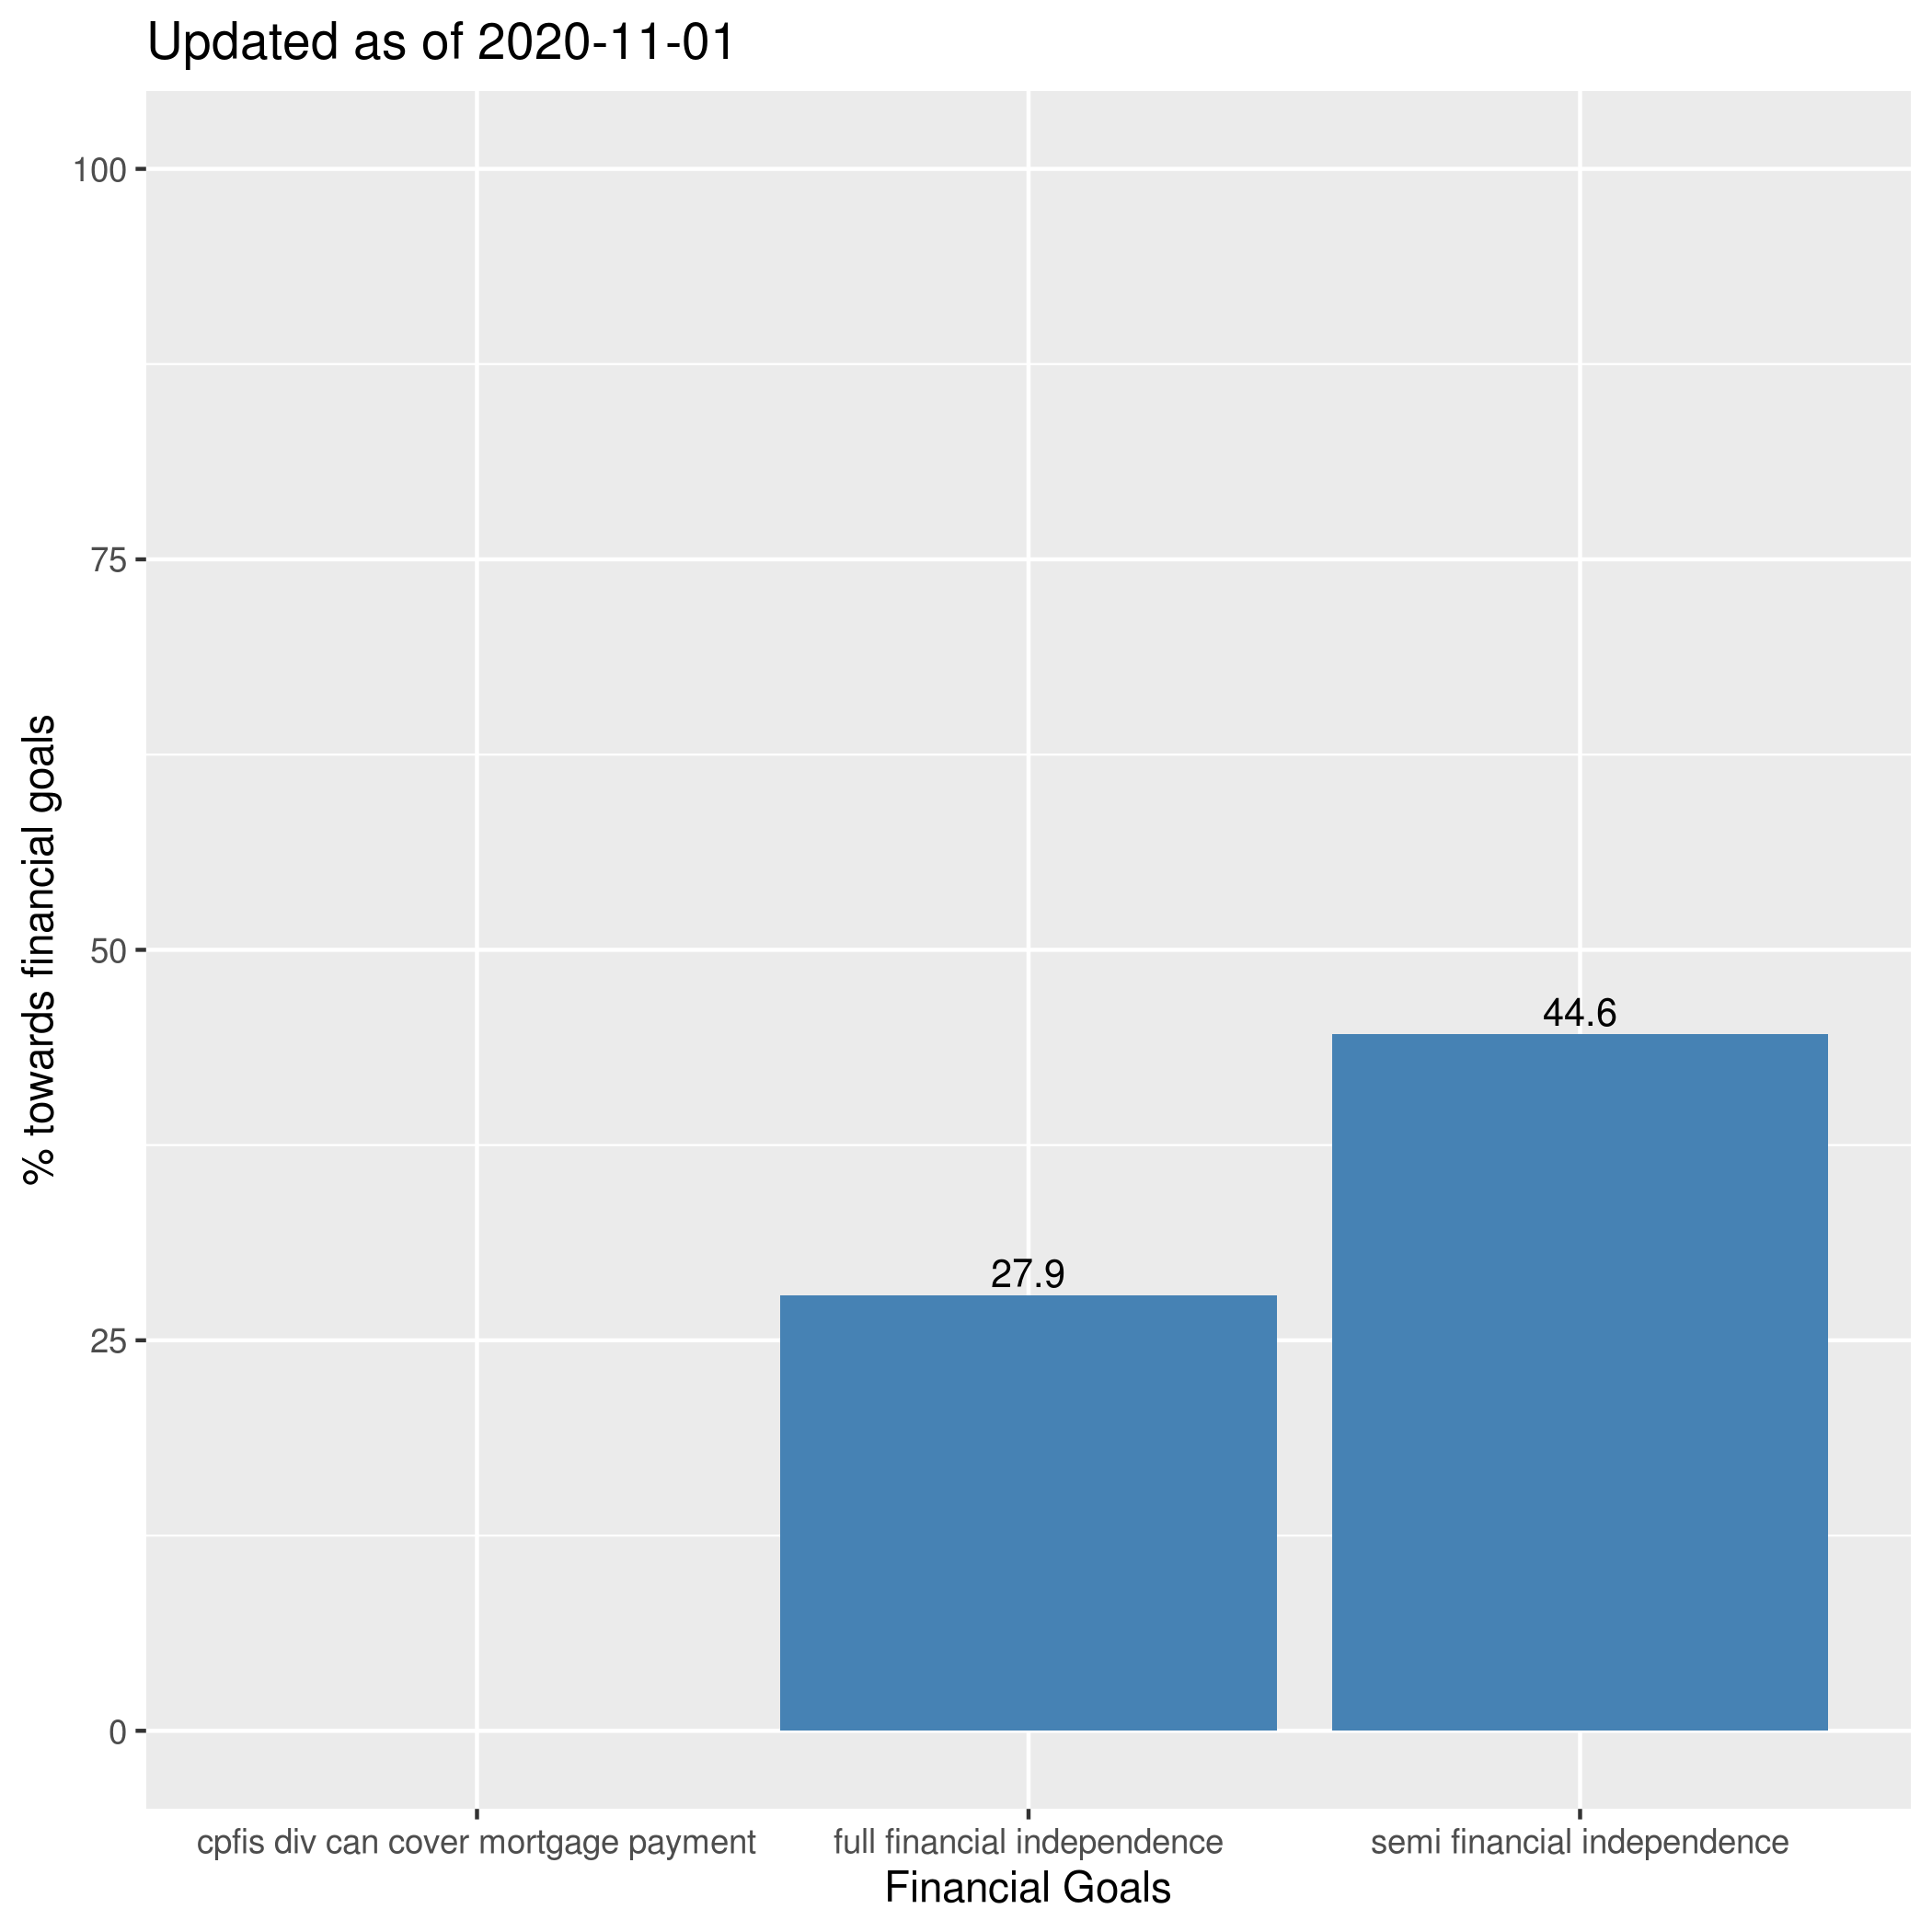 Updated as of 2020-11-01
% towards financial goals
100
75
50
25
0
44.6
27.9
cpfis div can cover mortgage payment
full financial independence
semi financial independence
Financial Goals